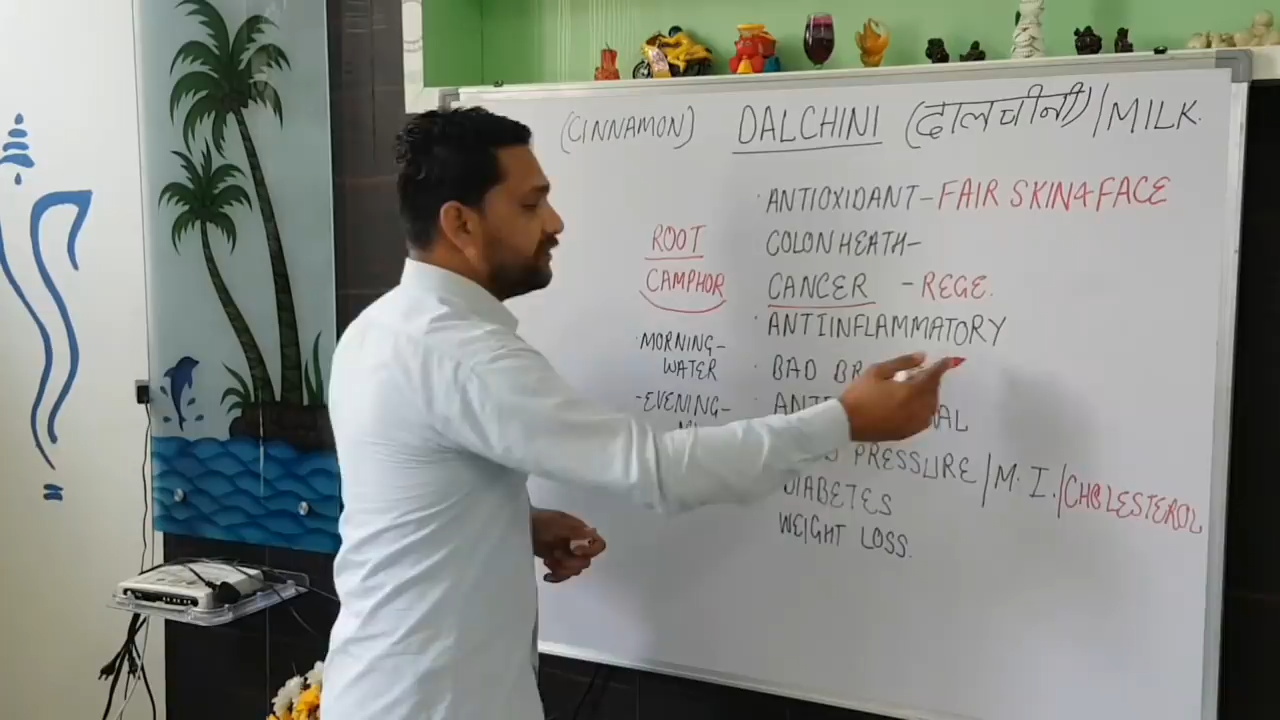 (CINNAMON) DALCHINI (दालचीनी) / MILK.
· ANTIOXIDANT - FAIR SKIN & FACE
COLON HEATH -
CANCER - REGE.
· ANTIINFLAMMATORY
· BAD
PRESSURE / M.I. / CHOLESTEROL
DIABETES
WEIGHT LOSS.
ROOT
CAMPHOR
· MORNING -
WATER
- EVENING -